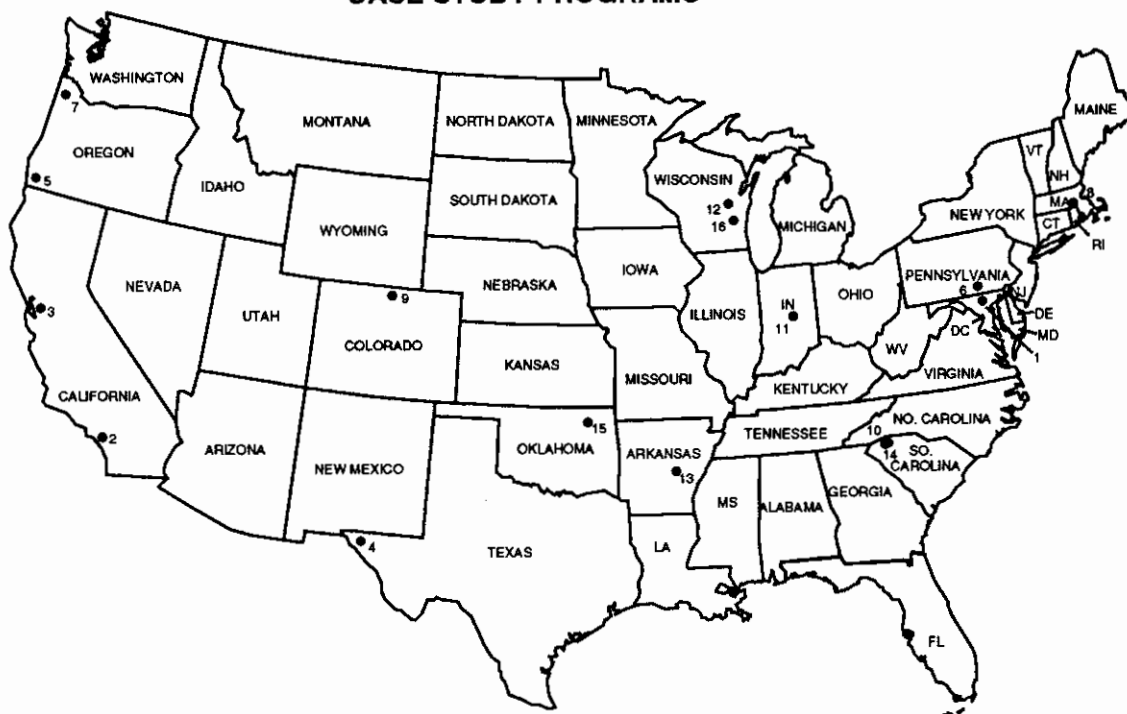 CASE STUDY PROGRAMS
WASHINGTON
7
OREGON
5
IDAHO
MONTANA
NORTH DAKOTA
MINNESOTA
SOUTH DAKOTA
WYOMING
WISCONSIN
12
16
MICHIGAN
MAINE
VT
NH
MA
8
CT
RI
NEW YORK
NEVADA
3
UTAH
9
COLORADO
NEBRASKA
IOWA
ILLINOIS
IN
11
OHIO
PENNSYLVANIA
6
NJ
DE
MD
DC
1
WV
VIRGINIA
KANSAS
MISSOURI
KENTUCKY
CALIFORNIA
2
ARIZONA
NEW MEXICO
15
OKLAHOMA
ARKANSAS
13
TENNESSEE
NO. CAROLINA
10
14
SO.
CAROLINA
4
TEXAS
LA
MS
ALABAMA
GEORGIA
FL